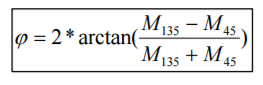 φ = 2 * arctan( (M₁₃₅ − M₄₅) / (M₁₃₅ + M₄₅) )